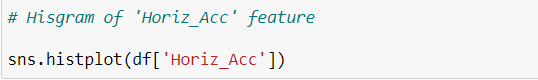 # Hisgram of 'Horiz_Acc' feature
sns.histplot(df['Horiz_Acc'])